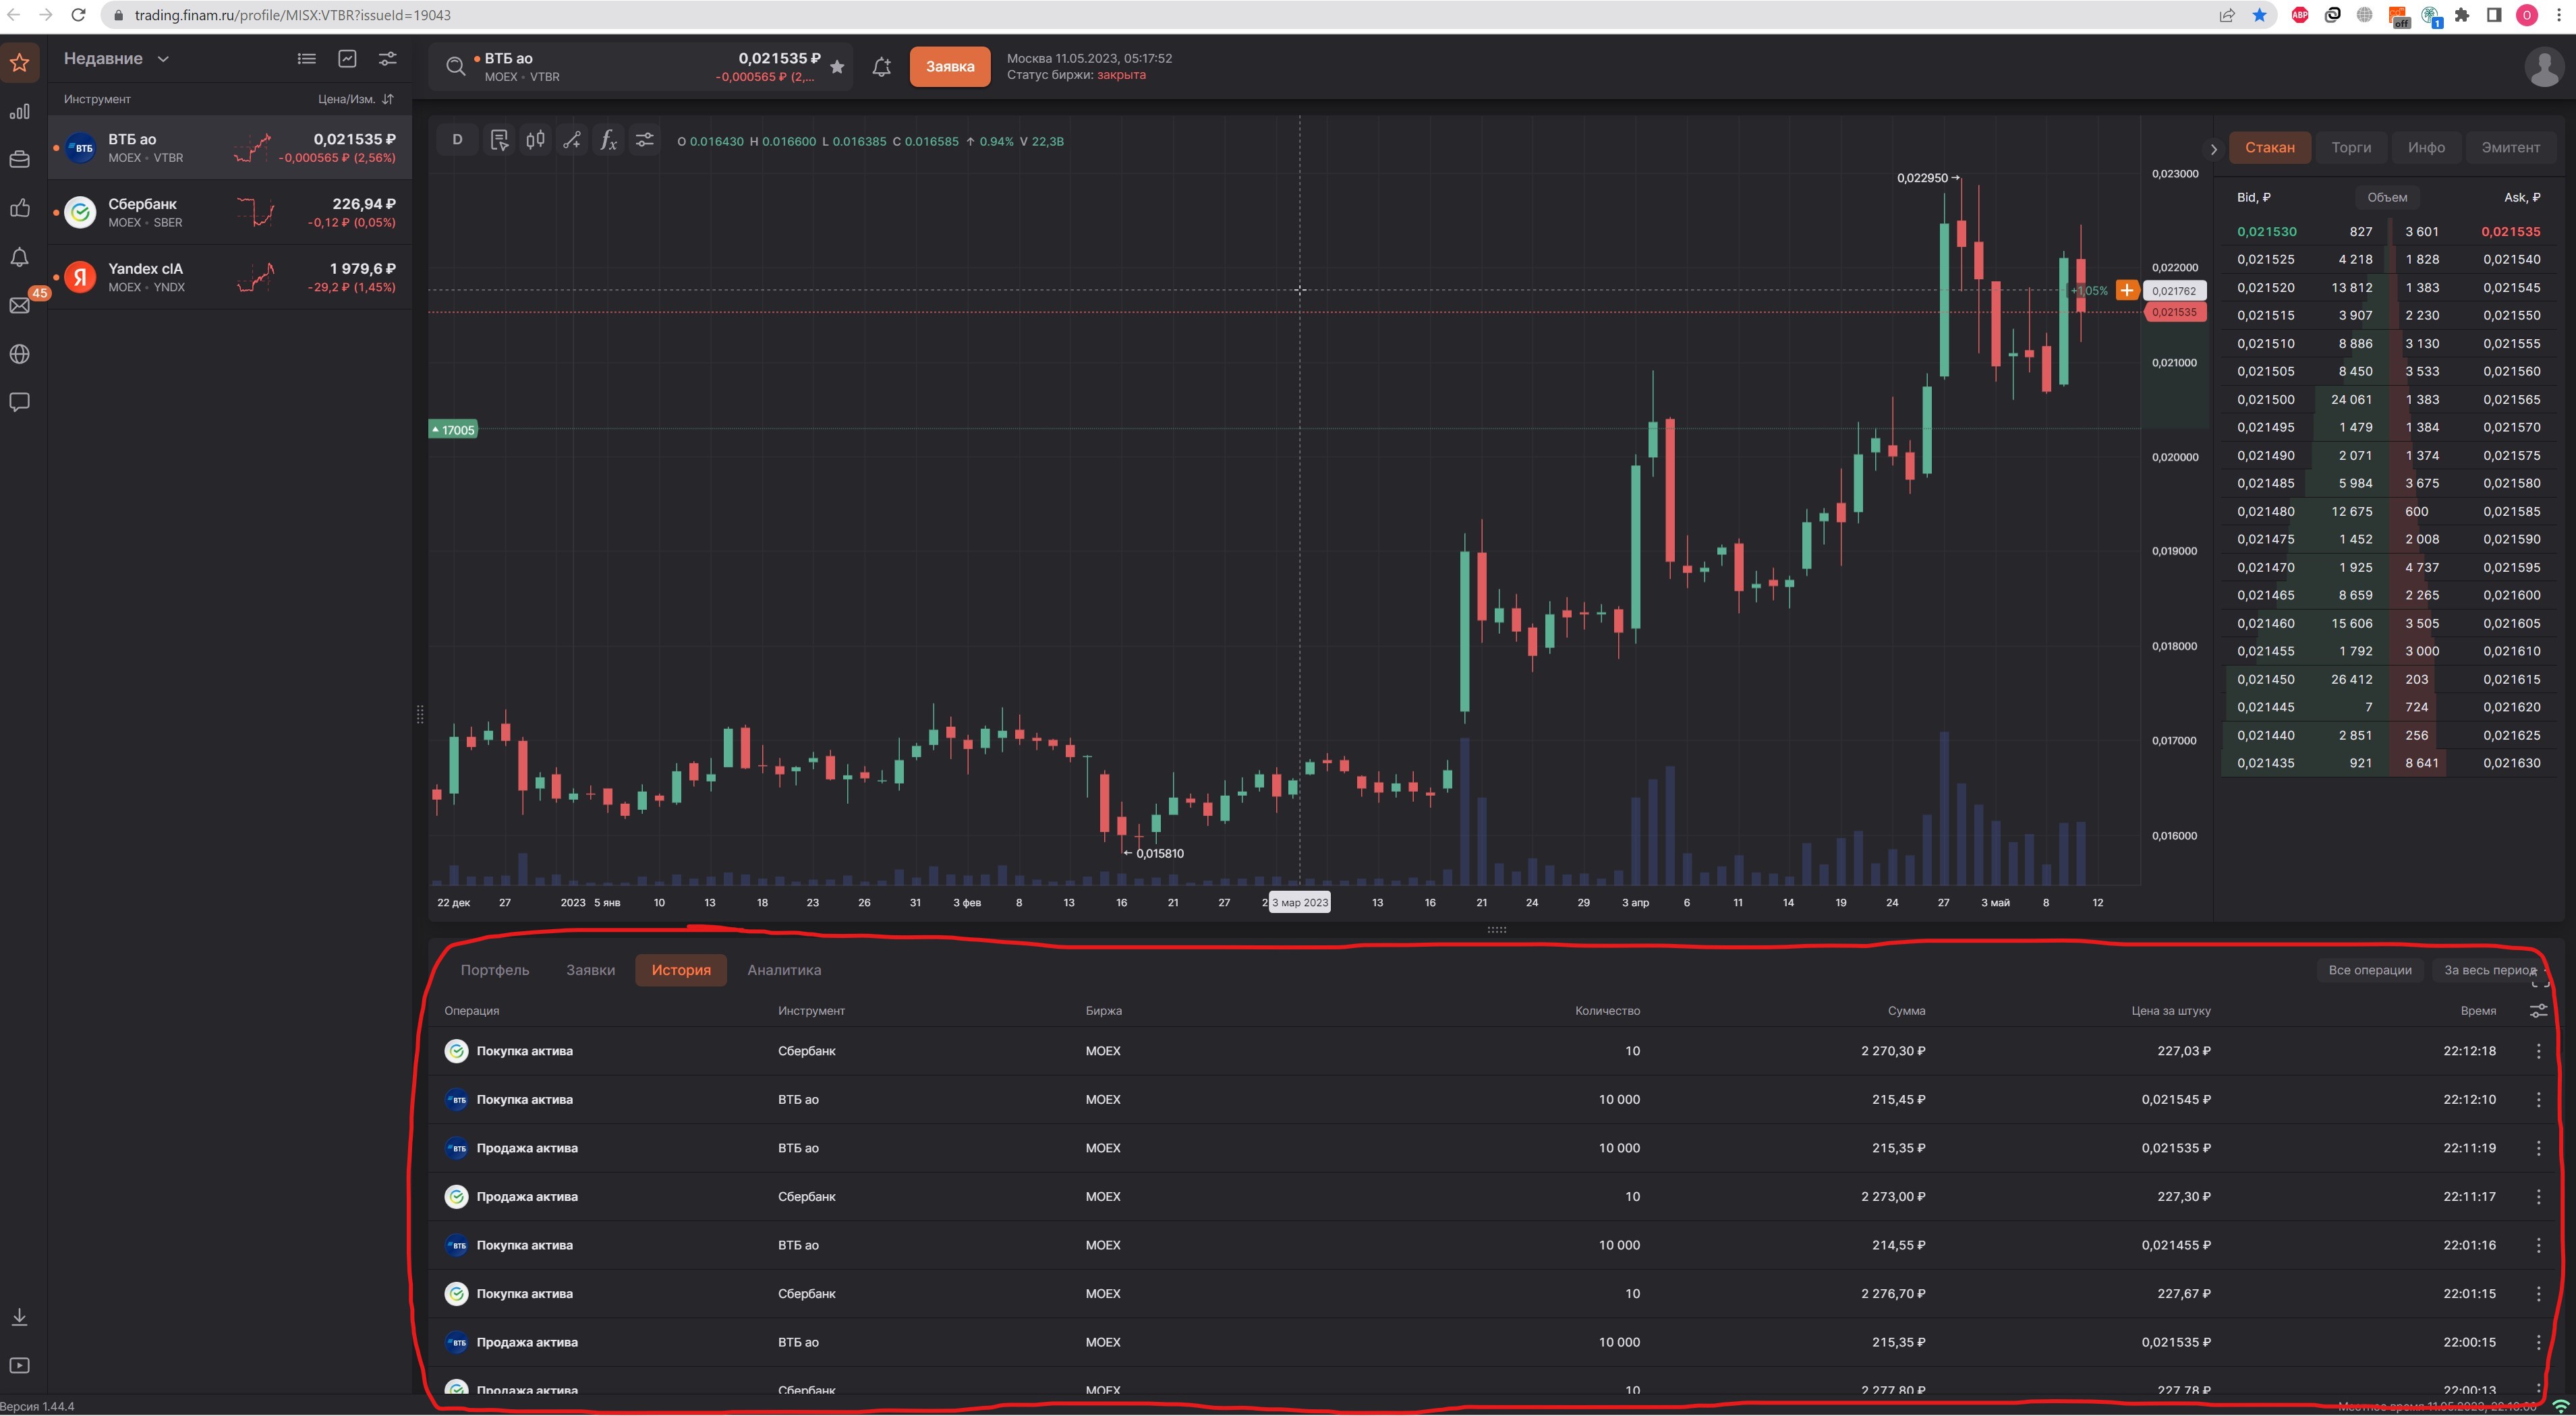 trading.finam.ru/profile/MISX:VTBR?issueId=19043
ABP off 1 O
Недавние
Инструмент Цена/Изм.
ВТБ ВТБ ао 0,021535 ₽
MOEX • VTBR -0,000565 ₽ (2,56%)
Сбербанк 226,94 ₽
MOEX • SBER -0,12 ₽ (0,05%)
Я Yandex clA 1 979,6 ₽
MOEX • YNDX -29,2 ₽ (1,45%)
45
Версия 1.44.4
ВТБ ао 0,021535 ₽
MOEX • VTBR -0,000565 ₽ (2,...
Заявка
Москва 11.05.2023, 05:17:52
Статус биржи: закрыта
D fx O 0.016430 H 0.016600 L 0.016385 C 0.016585 ↑ 0.94% V 22,3B
0,022950 →
+1,05%
17005
← 0,015810
0,023000
0,022000
0,021762
0,021535
0,021000
0,020000
0,019000
0,018000
0,017000
0,016000
22 дек 27 2023 5 янв 10 13 18 23 26 31 3 фев 8 13 16 21 27 2 3 мар 2023 13 16 21 24 29 3 апр 6 11 14 19 24 27 3 май 8 12
Стакан Торги Инфо Эмитент
Bid, ₽ Объем Ask, ₽
0,021530 827 3 601 0,021535
0,021525 4 218 1 828 0,021540
0,021520 13 812 1 383 0,021545
0,021515 3 907 2 230 0,021550
0,021510 8 886 3 130 0,021555
0,021505 8 450 3 533 0,021560
0,021500 24 061 1 383 0,021565
0,021495 1 479 1 384 0,021570
0,021490 2 071 1 374 0,021575
0,021485 5 984 3 675 0,021580
0,021480 12 675 600 0,021585
0,021475 1 452 2 008 0,021590
0,021470 1 925 4 737 0,021595
0,021465 8 659 2 265 0,021600
0,021460 15 606 3 505 0,021605
0,021455 1 792 3 000 0,021610
0,021450 26 412 203 0,021615
0,021445 7 724 0,021620
0,021440 2 851 256 0,021625
0,021435 921 8 641 0,021630
Портфель Заявки История Аналитика Все операции За весь период
Операция Инструмент Биржа Количество Сумма Цена за штуку Время
Покупка актива Сбербанк MOEX 10 2 270,30 ₽ 227,03 ₽ 22:12:18
ВТБ Покупка актива ВТБ ао MOEX 10 000 215,45 ₽ 0,021545 ₽ 22:12:10
ВТБ Продажа актива ВТБ ао MOEX 10 000 215,35 ₽ 0,021535 ₽ 22:11:19
Продажа актива Сбербанк MOEX 10 2 273,00 ₽ 227,30 ₽ 22:11:17
ВТБ Покупка актива ВТБ ао MOEX 10 000 214,55 ₽ 0,021455 ₽ 22:01:16
Покупка актива Сбербанк MOEX 10 2 276,70 ₽ 227,67 ₽ 22:01:15
ВТБ Продажа актива ВТБ ао MOEX 10 000 215,35 ₽ 0,021535 ₽ 22:00:15
Продажа актива Сбербанк MOEX 10 2 277,80 ₽ 227,78 ₽ 22:00:13
Местное время 11.05.2023,